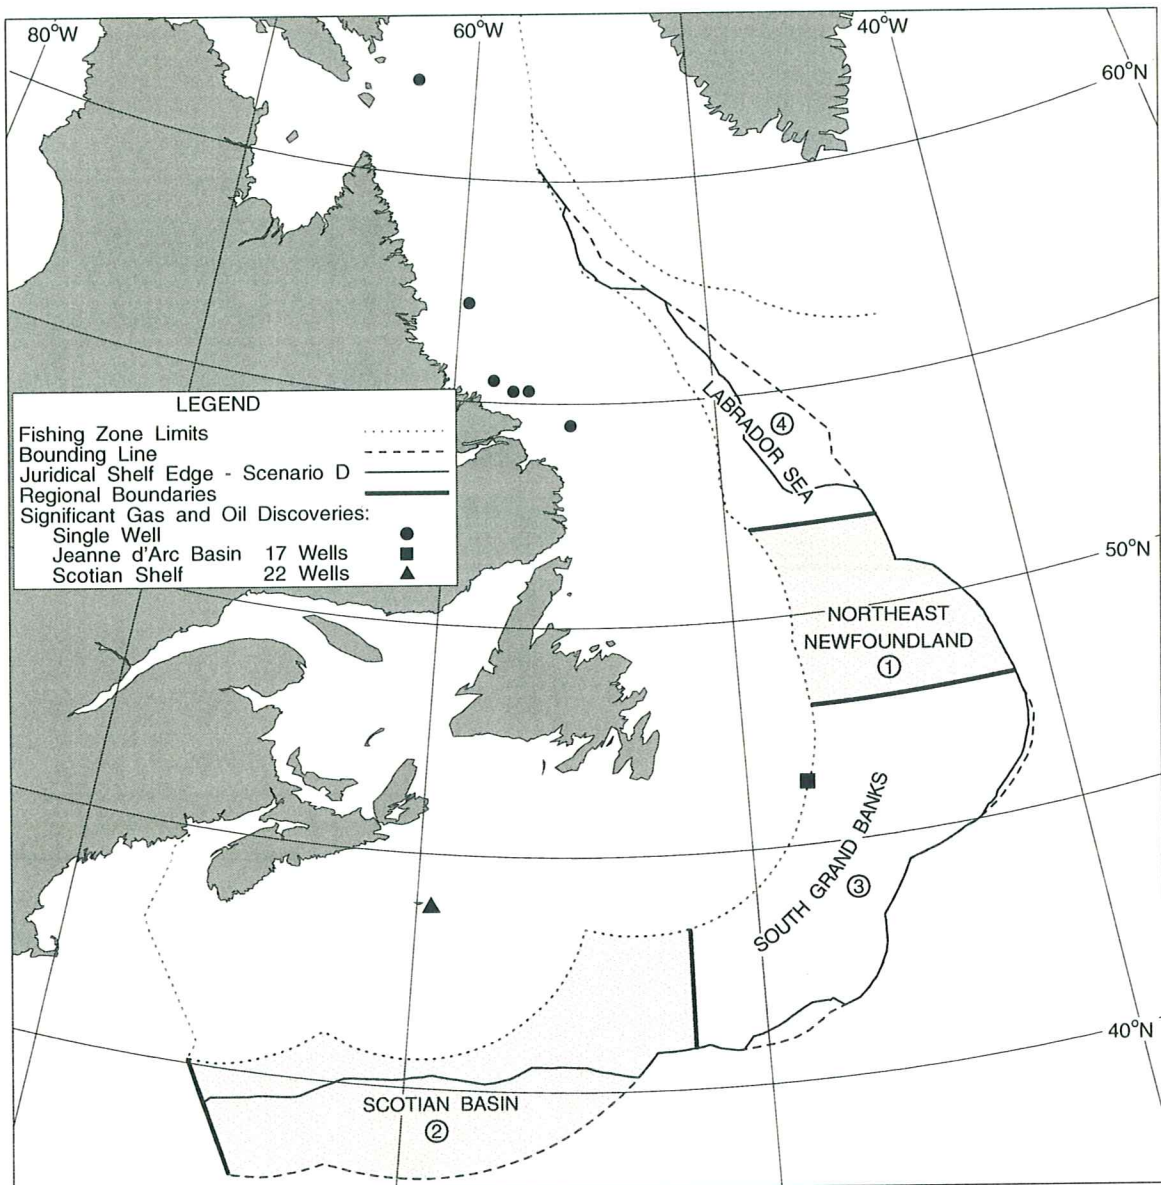 80°W
60°W
40°W
60°N
LABRADOR SEA
④
LEGEND
Fishing Zone Limits
Bounding Line
Juridical Shelf Edge - Scenario D
Regional Boundaries
Significant Gas and Oil Discoveries:
Single Well
Jeanne d'Arc Basin 17 Wells
Scotian Shelf 22 Wells
50°N
NORTHEAST
NEWFOUNDLAND
①
SOUTH GRAND BANKS
③
40°N
SCOTIAN BASIN
②